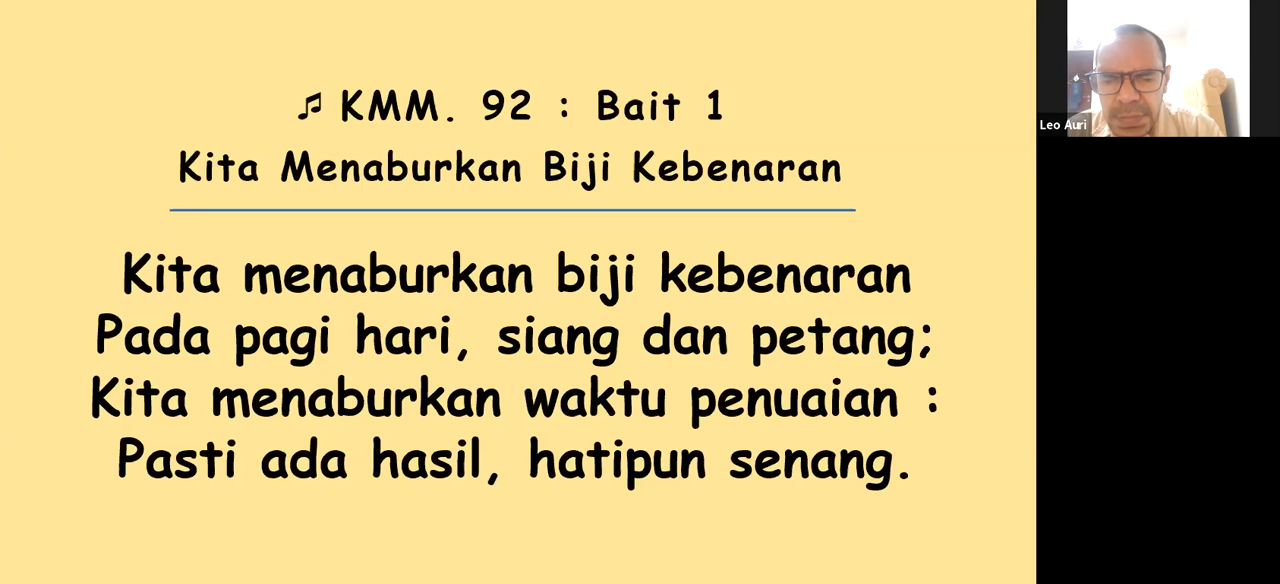 ♫ KMM. 92 : Bait 1
Kita Menaburkan Biji Kebenaran
Kita menaburkan biji kebenaran
Pada pagi hari, siang dan petang;
Kita menaburkan waktu penuaian :
Pasti ada hasil, hatipun senang.
Leo Auri